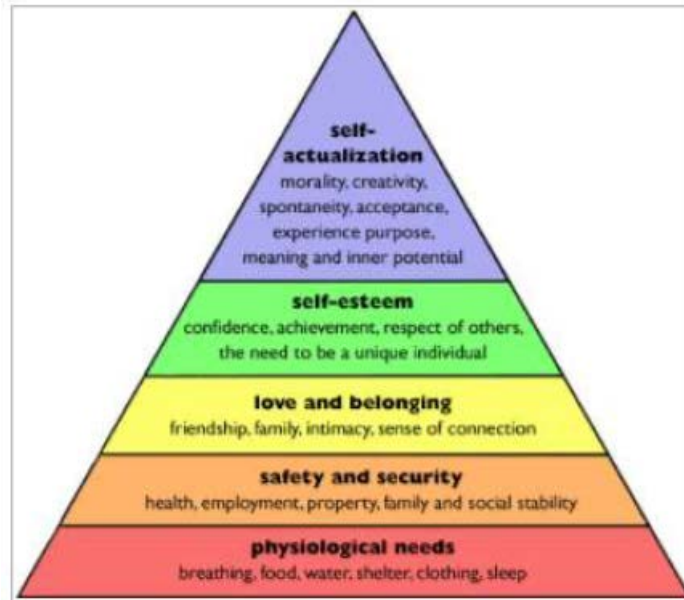 self-
actualization
morality, creativity,
spontaneity, acceptance,
experience purpose,
meaning and inner potential
self-esteem
confidence, achievement, respect of others,
the need to be a unique individual
love and belonging
friendship, family, intimacy, sense of connection
safety and security
health, employment, property, family and social stability
physiological needs
breathing, food, water, shelter, clothing, sleep